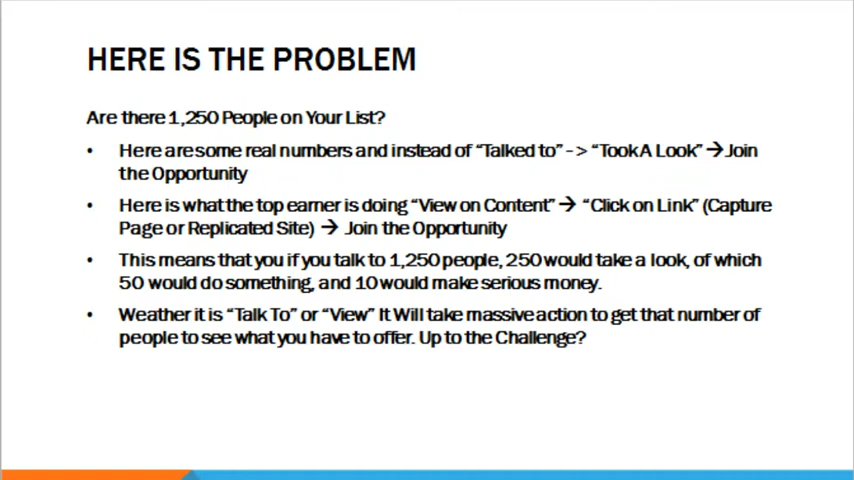 HERE IS THE PROBLEM
Are there 1,250 People on Your List?
• Here are some real numbers and instead of “Talked to” -> “Took A Look” →Join
the Opportunity
• Here is what the top earner is doing “View on Content” → “Click on Link” (Capture
Page or Replicated Site) → Join the Opportunity
• This means that you if you talk to 1,250 people, 250 would take a look, of which
50 would do something, and 10 would make serious money.
• Weather it is “Talk To” or “View” It Will take massive action to get that number of
people to see what you have to offer. Up to the Challenge?